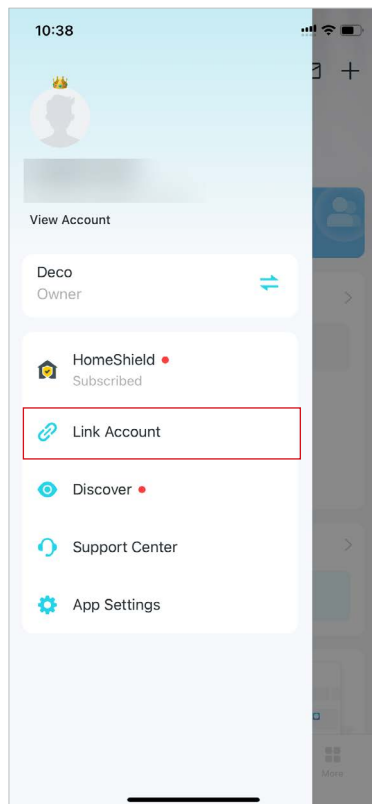 10:38
View Account
Deco
Owner
HomeShield
Subscribed
Link Account
Discover
Support Center
App Settings
More